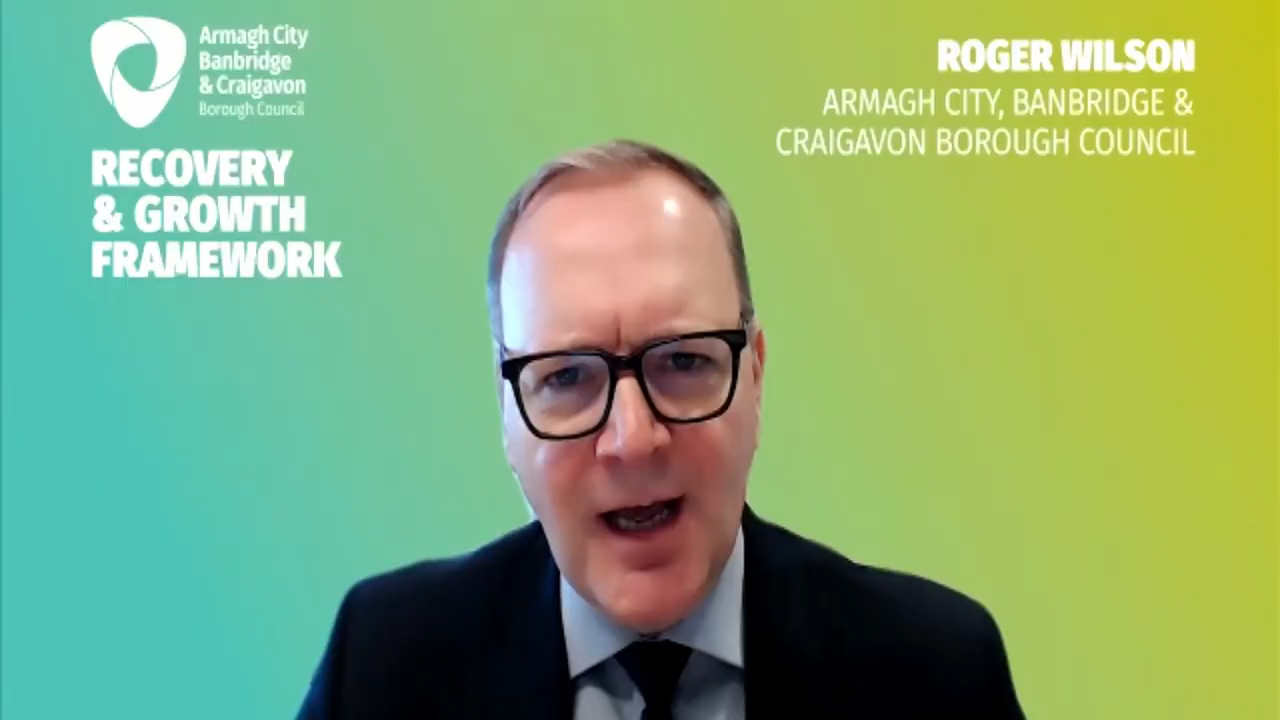 Armagh City
Banbridge
& Craigavon
Borough Council
RECOVERY
& GROWTH
FRAMEWORK
ROGER WILSON
ARMAGH CITY, BANBRIDGE &
CRAIGAVON BOROUGH COUNCIL